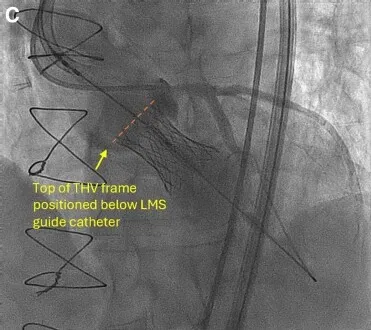 C
Top of THV frame
positioned below LMS
guide catheter